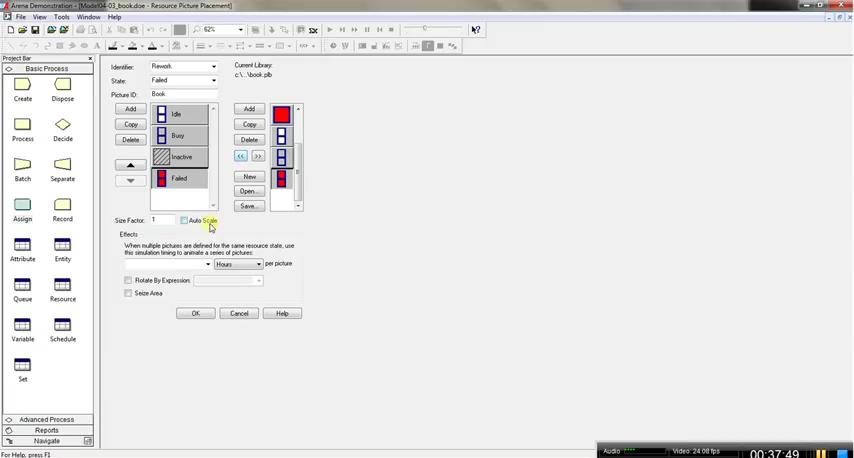 Arena Demonstration - [Model04-03_book.doe - Resource Picture Placement]
File View Tools Window Help
62%
Project Bar
Basic Process
Create Dispose
Process Decide
Batch Separate
Assign Record
Attribute Entity
Queue Resource
Variable Schedule
Set
Advanced Process
Reports
Navigate
Identifier: Rework
State: Failed
Picture ID: Book
Current Library:
c:\...\book.plb
Add
Copy
Delete
Idle
Busy
Inactive
Failed
Add
Copy
Delete
<< >>
New
Open...
Save...
Size Factor: 1 Auto Scale
Effects
When multiple pictures are defined for the same resource state, use
this simulation timing to animate a series of pictures:
Hours per picture
Rotate By Expression:
Seize Area
OK Cancel Help
For Help, press F1
Audio Video: 24.08 fps
00:37:49